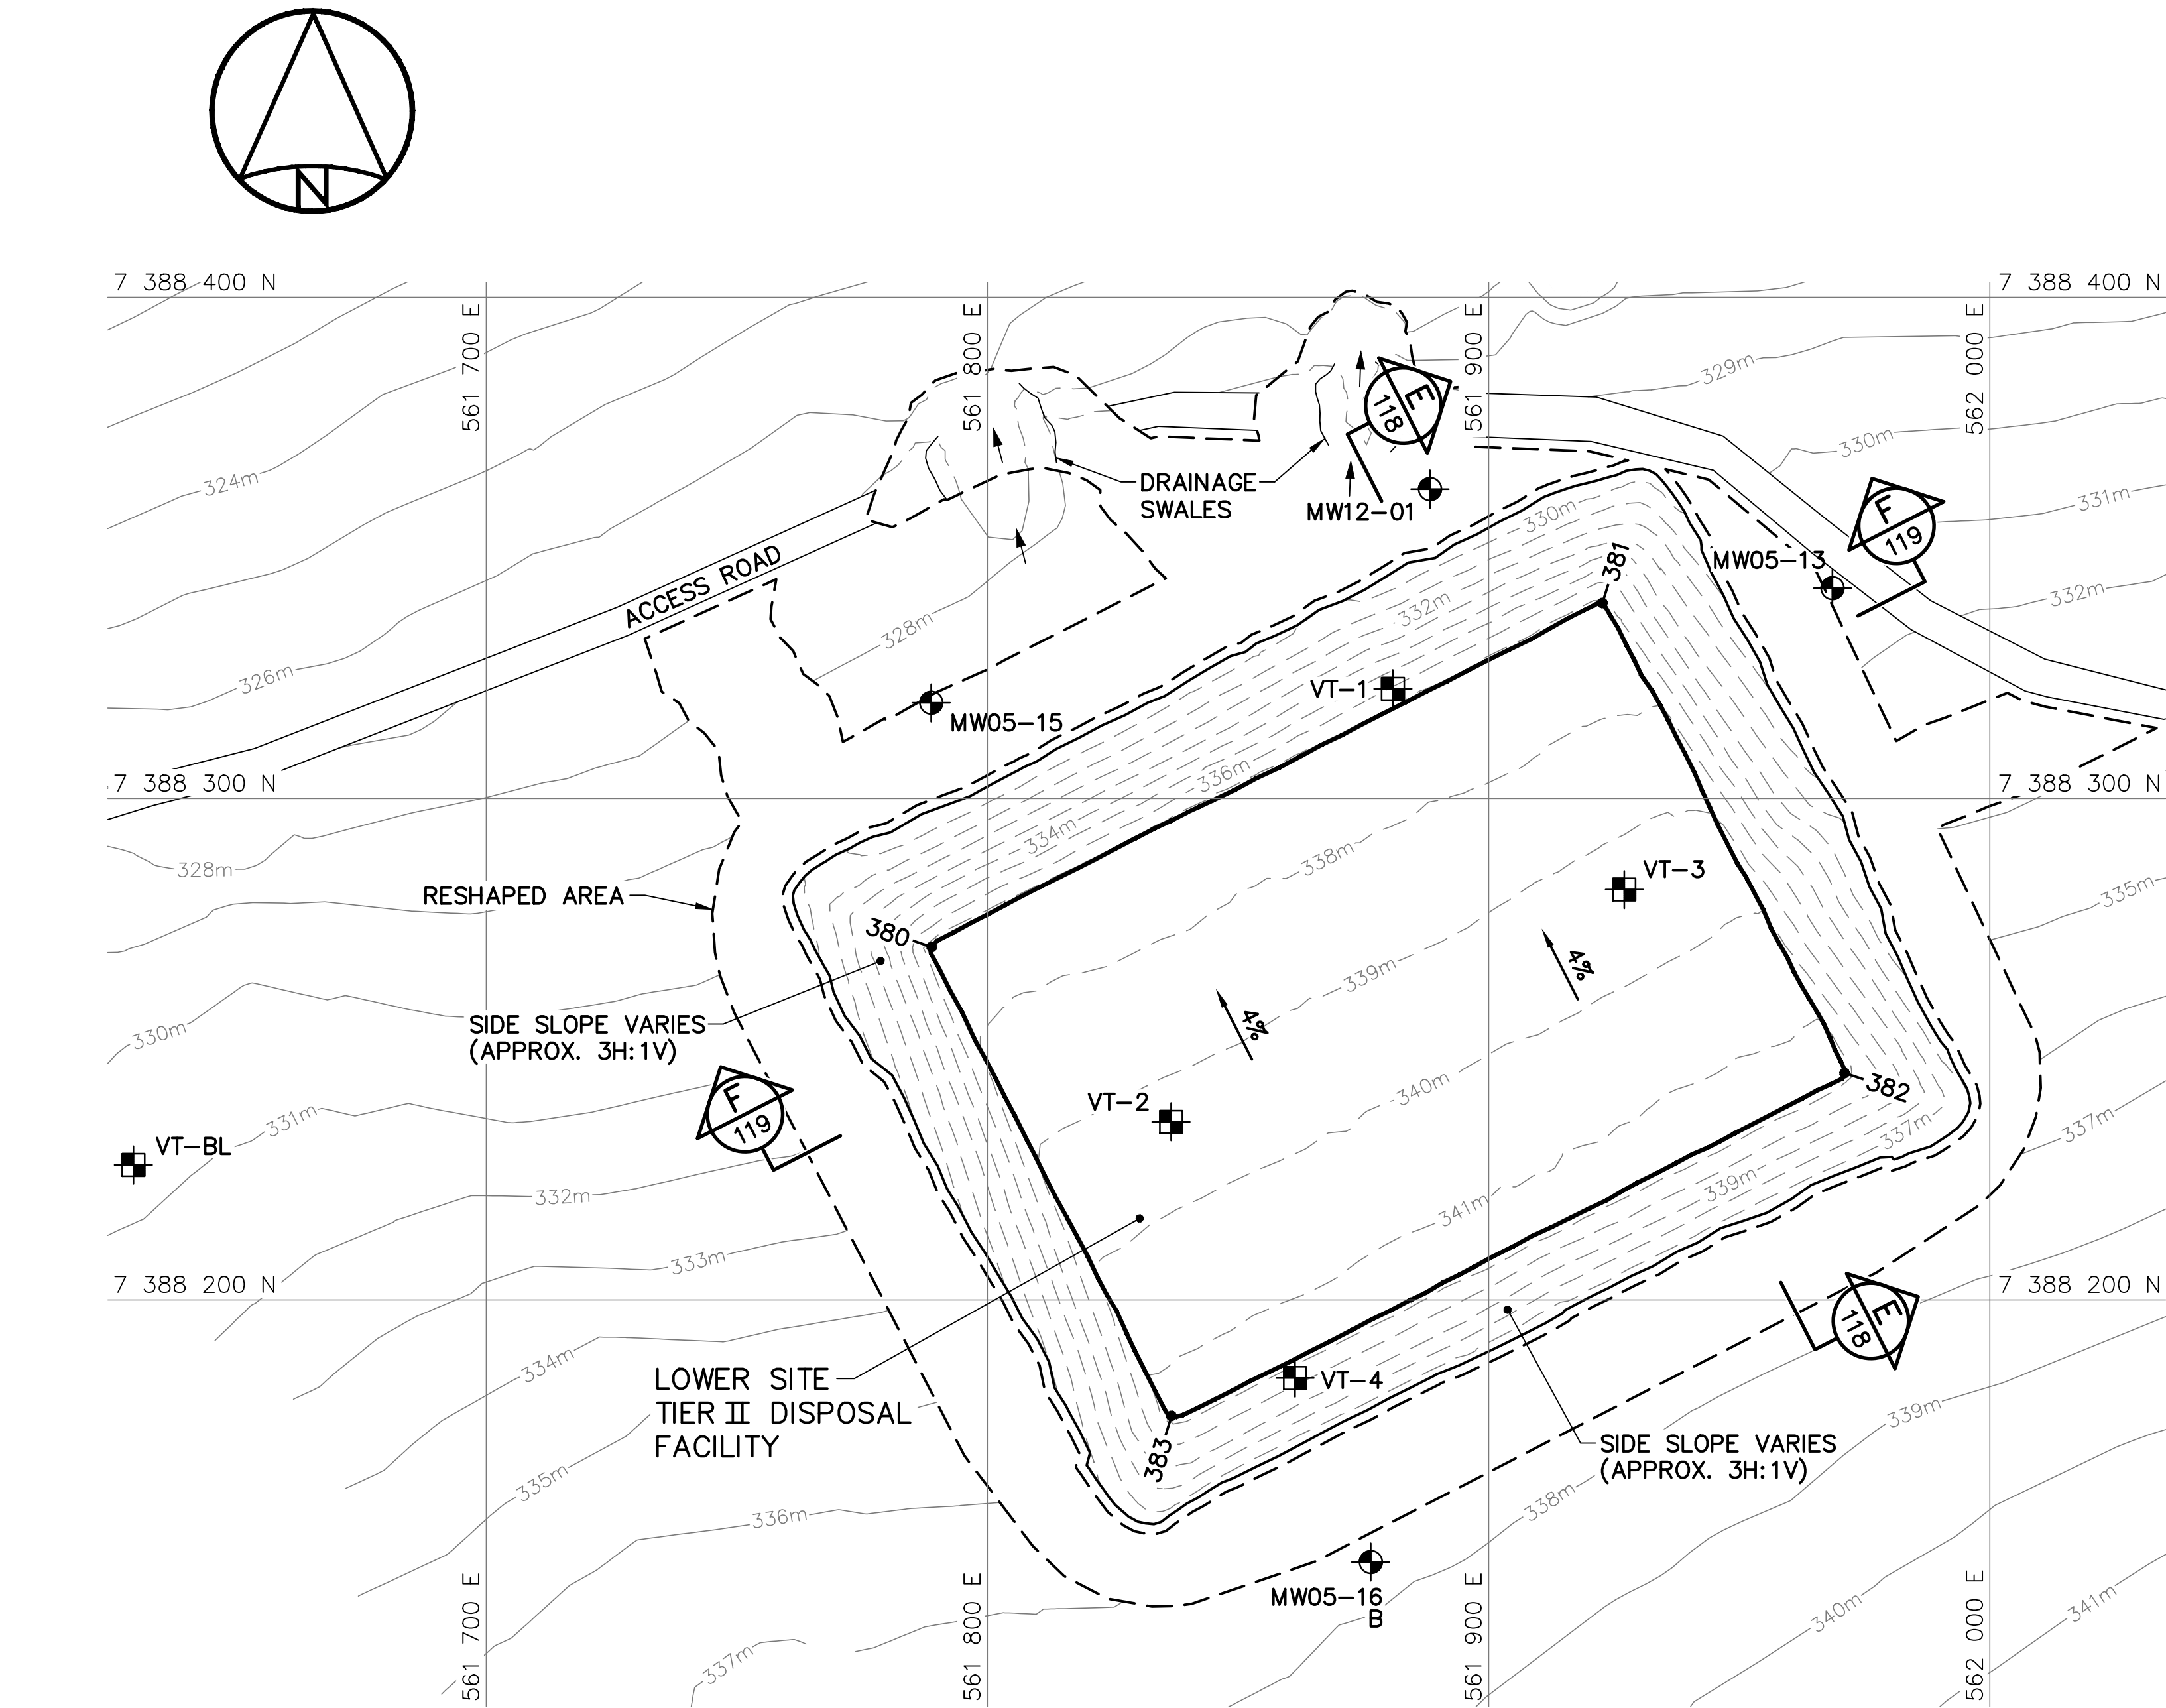 N
7 388 400 N
7 388 400 N
561 700 E
561 800 E
561 900 E
562 000 E
329m
E
118
330m
324m
DRAINAGE
SWALES
MW12-01
330m
331m
F
119
ACCESS ROAD
381
MW05-13
332m
332m
328m
326m
VT-1
MW05-15
336m
7 388 300 N
7 388 300 N
334m
338m
328m
VT-3
RESHAPED AREA
335m
380
4%
339m
SIDE SLOPE VARIES
(APPROX. 3H:1V)
4%
330m
340m
382
VT-2
F
119
331m
337m
337m
VT-BL
332m
339m
341m
333m
7 388 200 N
7 388 200 N
E
118
334m
LOWER SITE
TIER II DISPOSAL
FACILITY
VT-4
339m
383
SIDE SLOPE VARIES
(APPROX. 3H:1V)
335m
338m
336m
MW05-16
B
561 700 E
561 800 E
561 900 E
562 000 E
340m
341m
337m